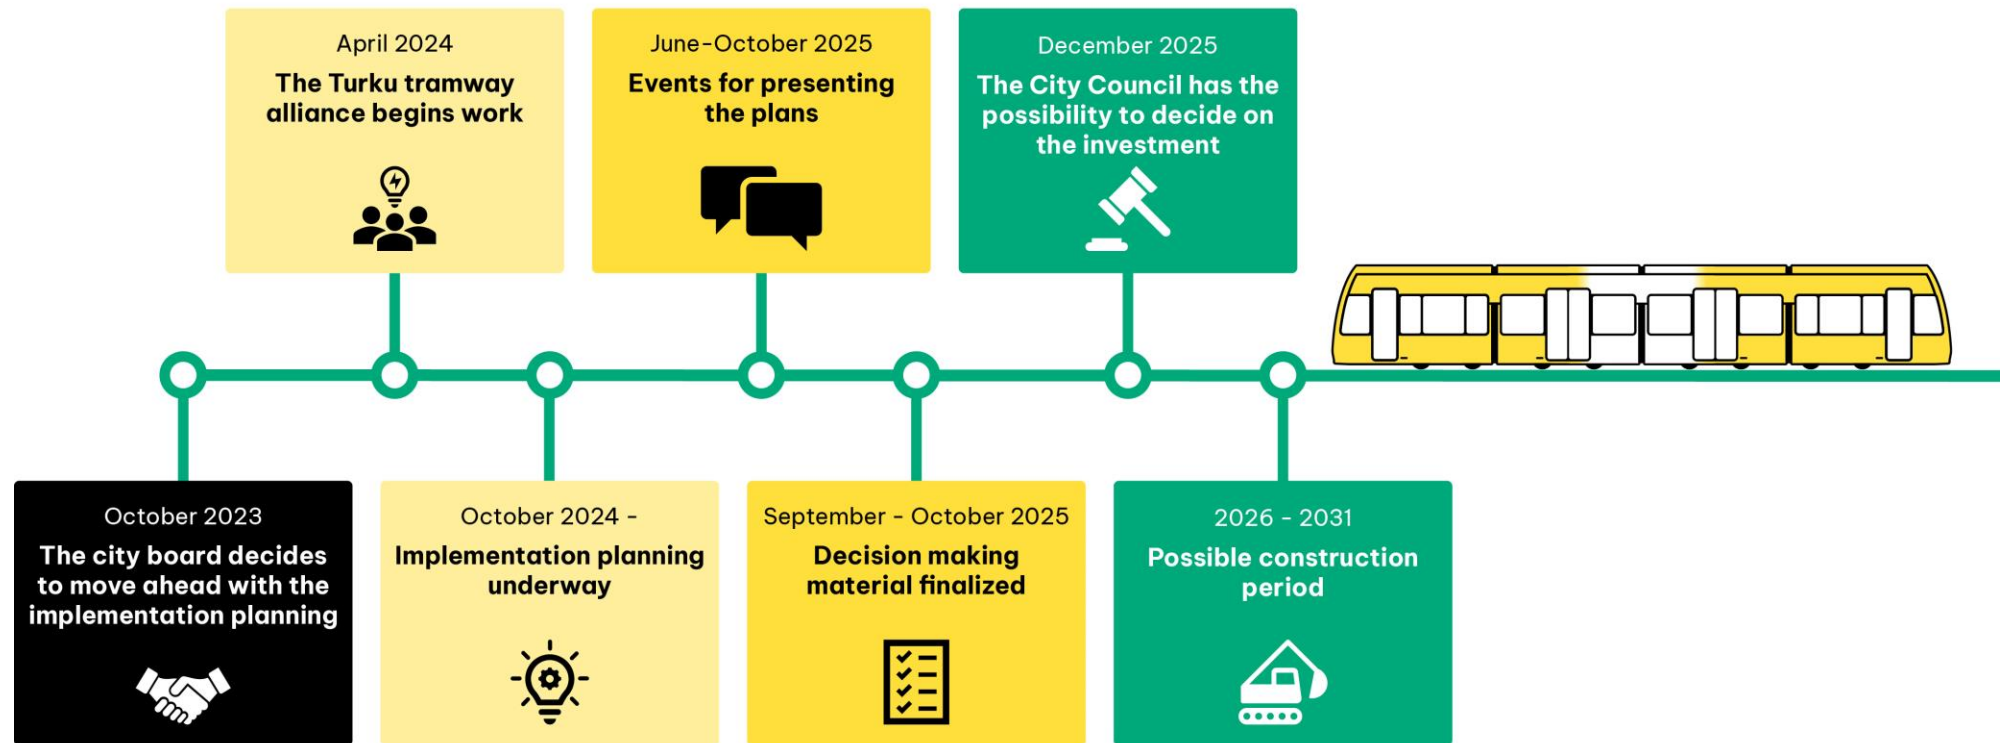 April 2024
The Turku tramway
alliance begins work
June-October 2025
Events for presenting
the plans
December 2025
The City Council has the
possibility to decide on
the investment
October 2023
The city board decides
to move ahead with the
implementation planning
October 2024 -
Implementation planning
underway
September - October 2025
Decision making
material finalized
2026 - 2031
Possible construction
period